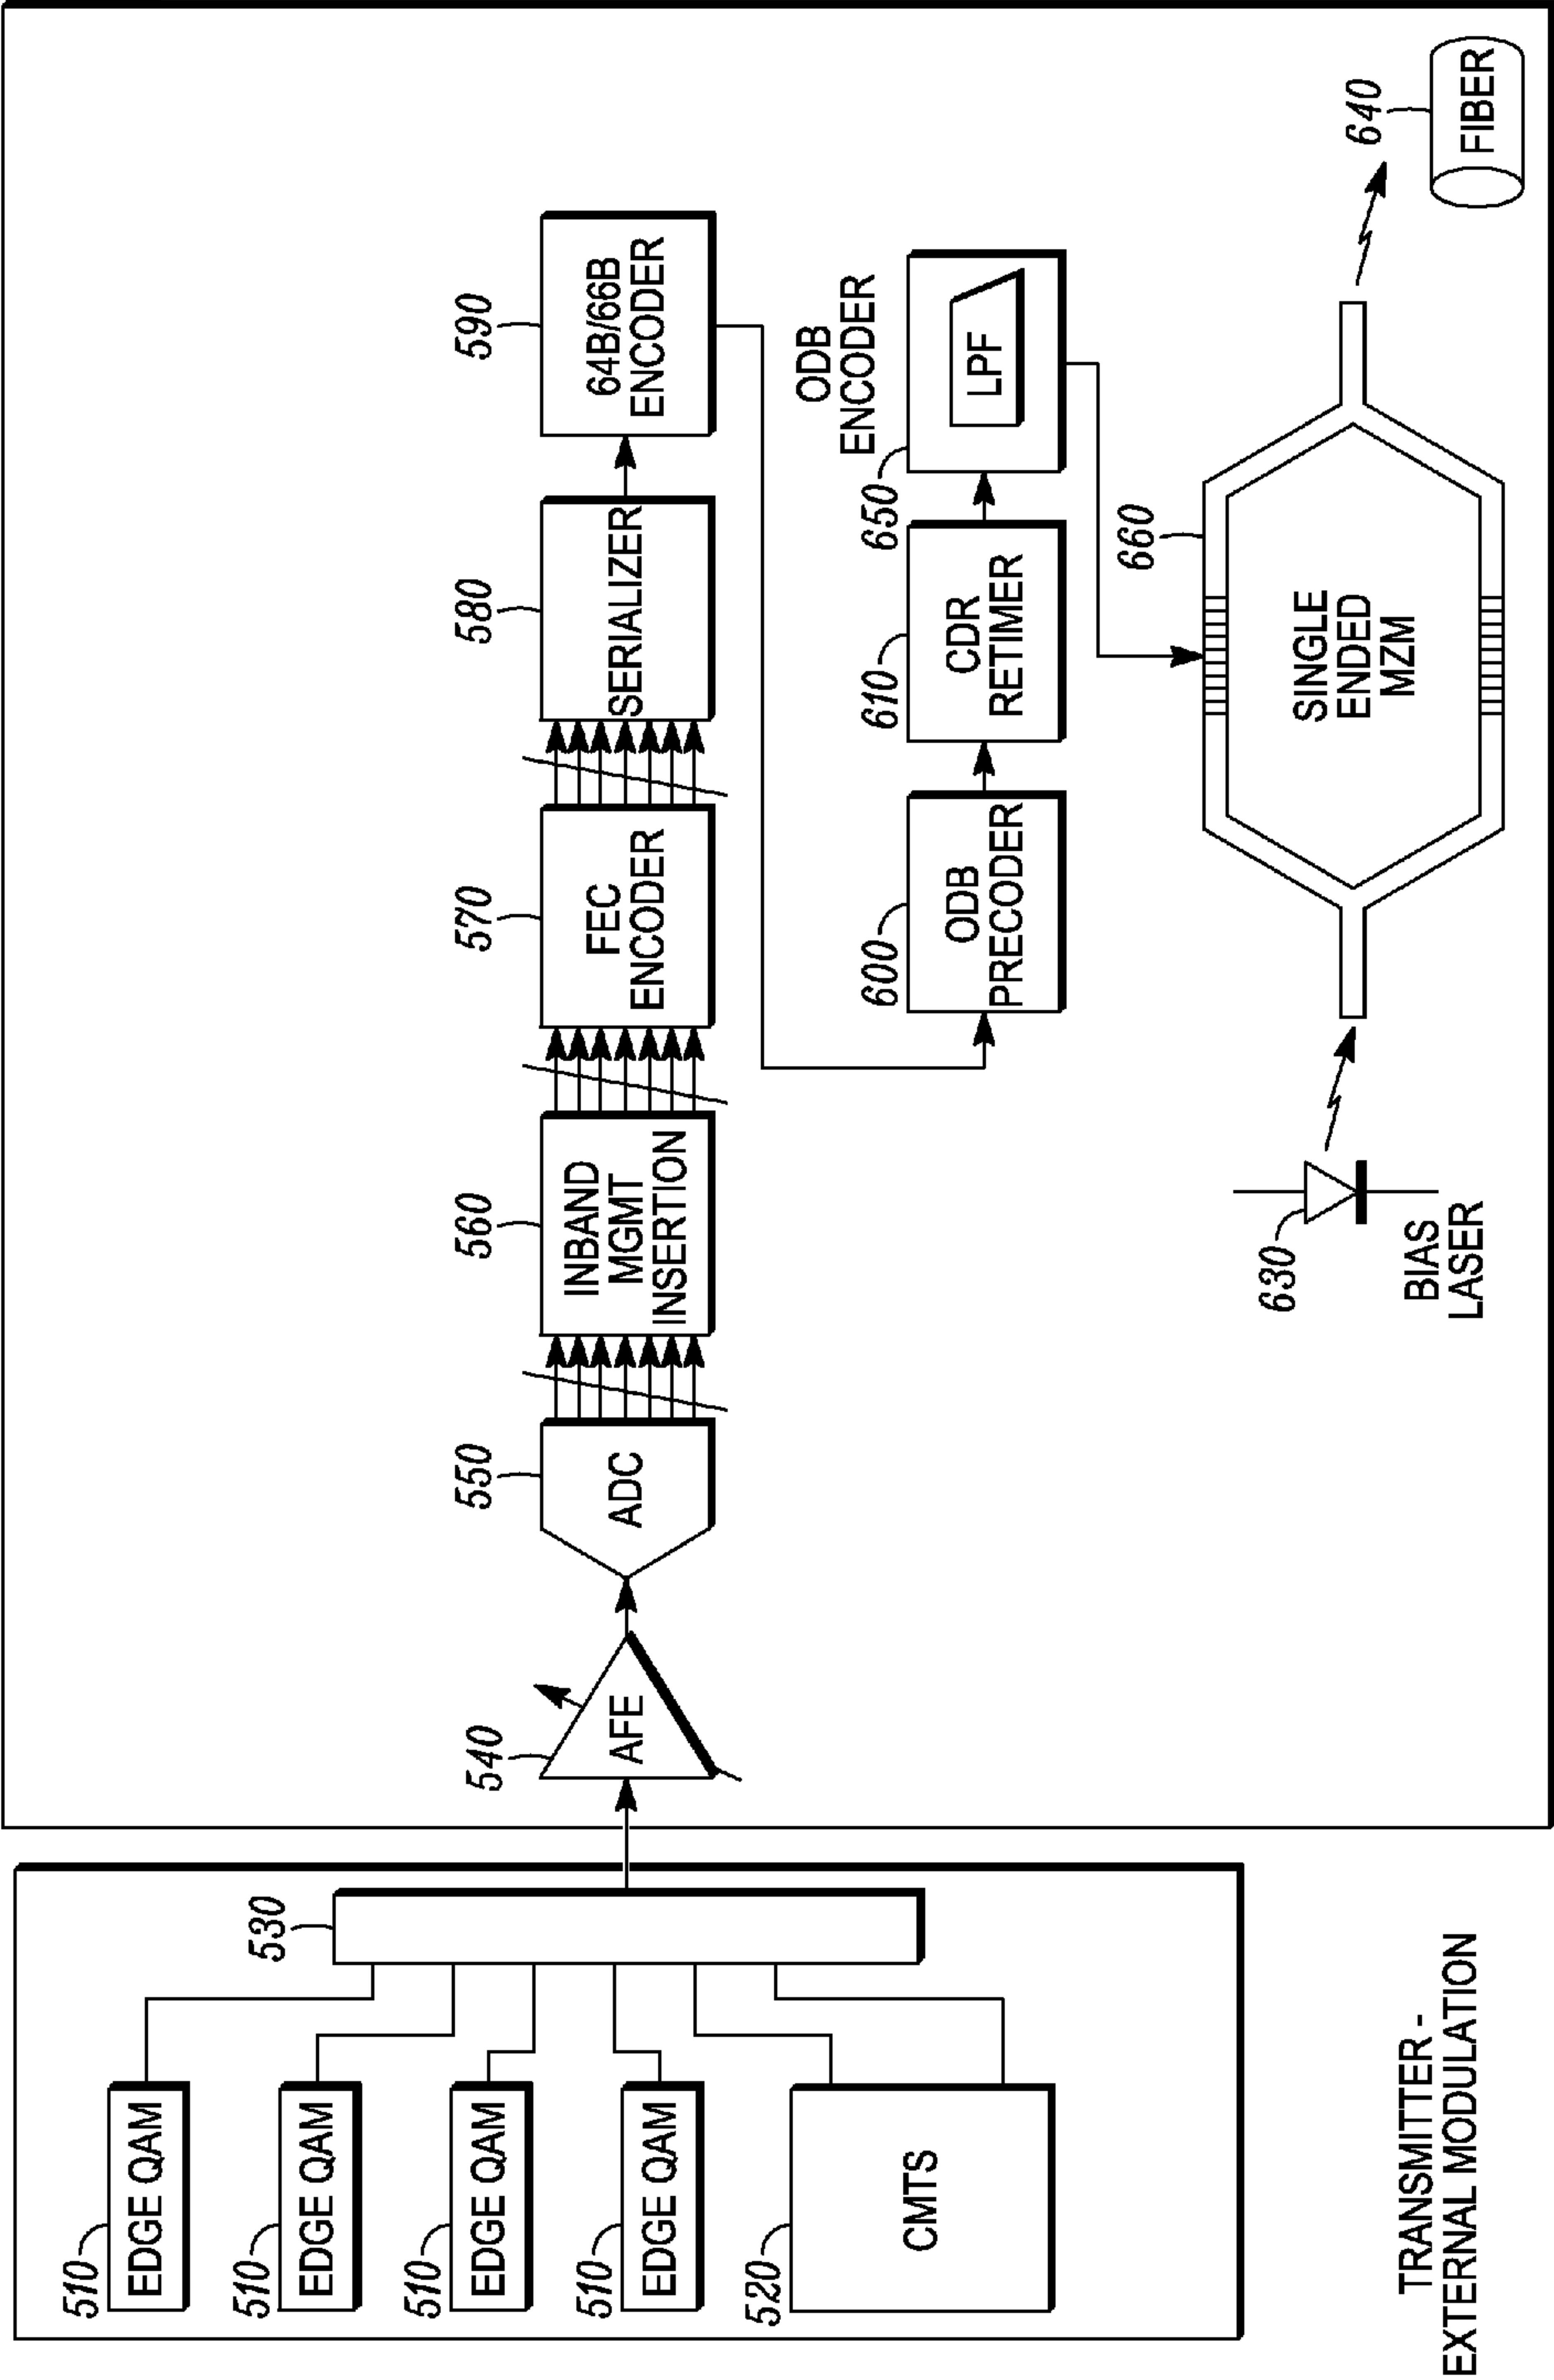 510
EDGE QAM
510
EDGE QAM
510
EDGE QAM
510
EDGE QAM
520
CMTS
530
540
AFE
550
ADC
560
INBAND
MGMT
INSERTION
570
FEC
ENCODER
580
SERIALIZER
590
64B/66B
ENCODER
600
ODB
PRECODER
610
CDR
RETIMER
650
ODB
ENCODER
LPF
660
SINGLE
ENDED
MZM
630
BIAS
LASER
640
FIBER
TRANSMITTER -
EXTERNAL MODULATION